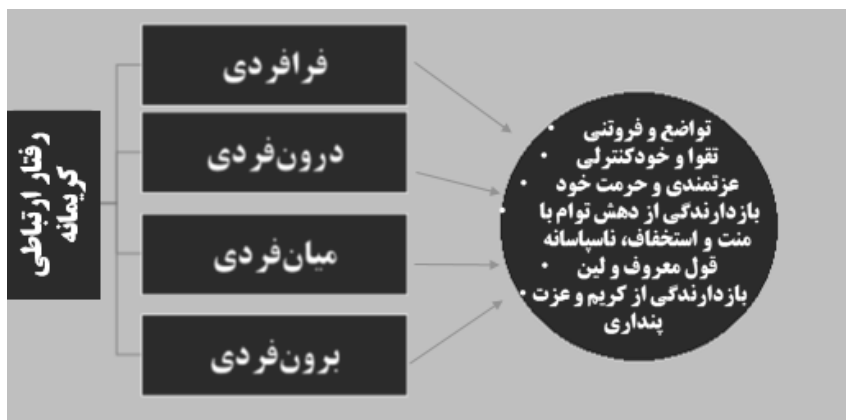 رفتار ارتباطی
کریمانه
فرافردی
درون‌فردی
میان‌فردی
برون‌فردی
• تواضع و فروتنی
• تقوا و خودکنترلی
• عزتمندی و حرمت خود
• بازدارندگی از دهش توام با
منت و استخفاف، ناسپاسانه
• قول معروف و لین
• بازدارندگی از کریم و عزت
پنداری